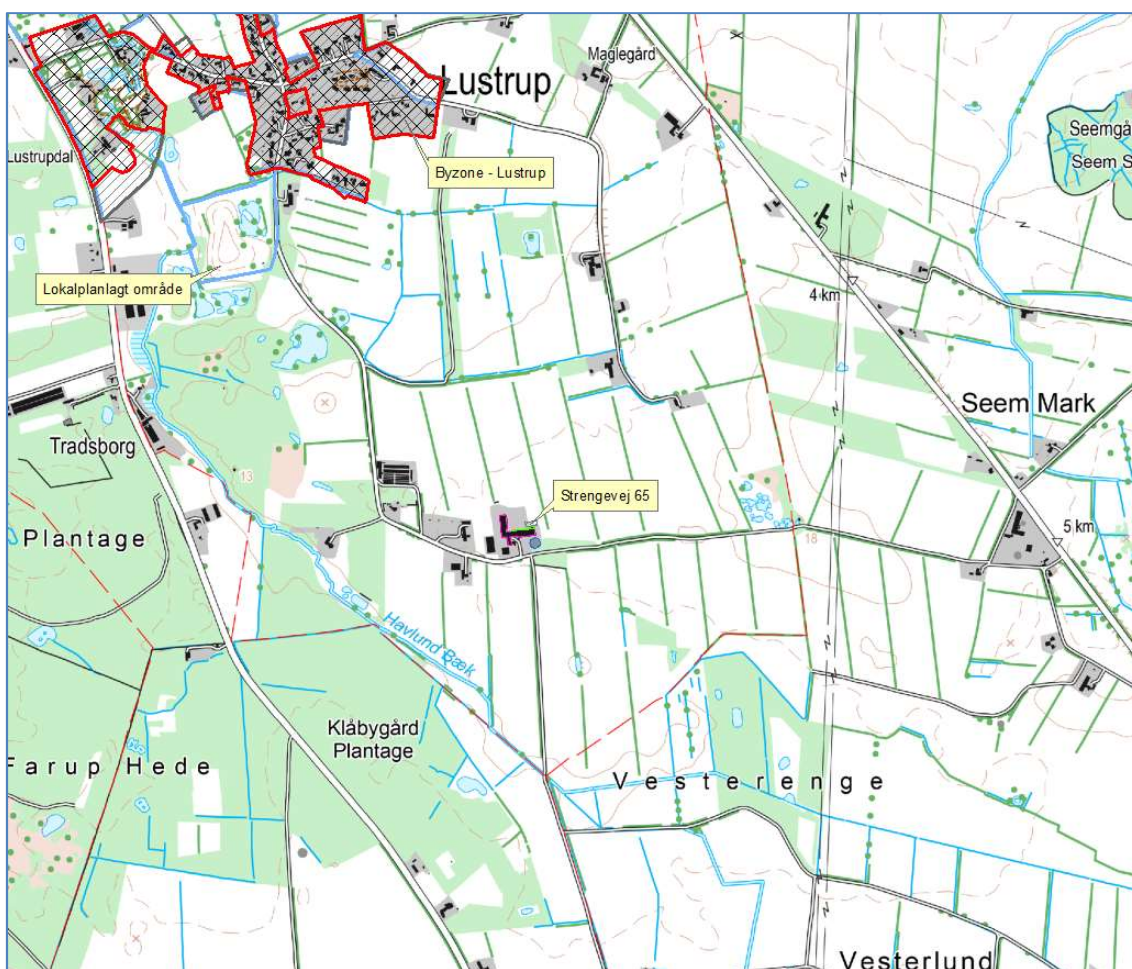 Maglegård
Lustrup
Seemgå
Seem S
Lustrupdal
Byzone - Lustrup
Lokalplanlagt område
4 km
Seem Mark
Tradsborg
13
Strengevej 65
Plantage
18
5 km
Havlund Bæk
Klåbygård
Plantage
Farup Hede
Vesterenge
Vesterlund